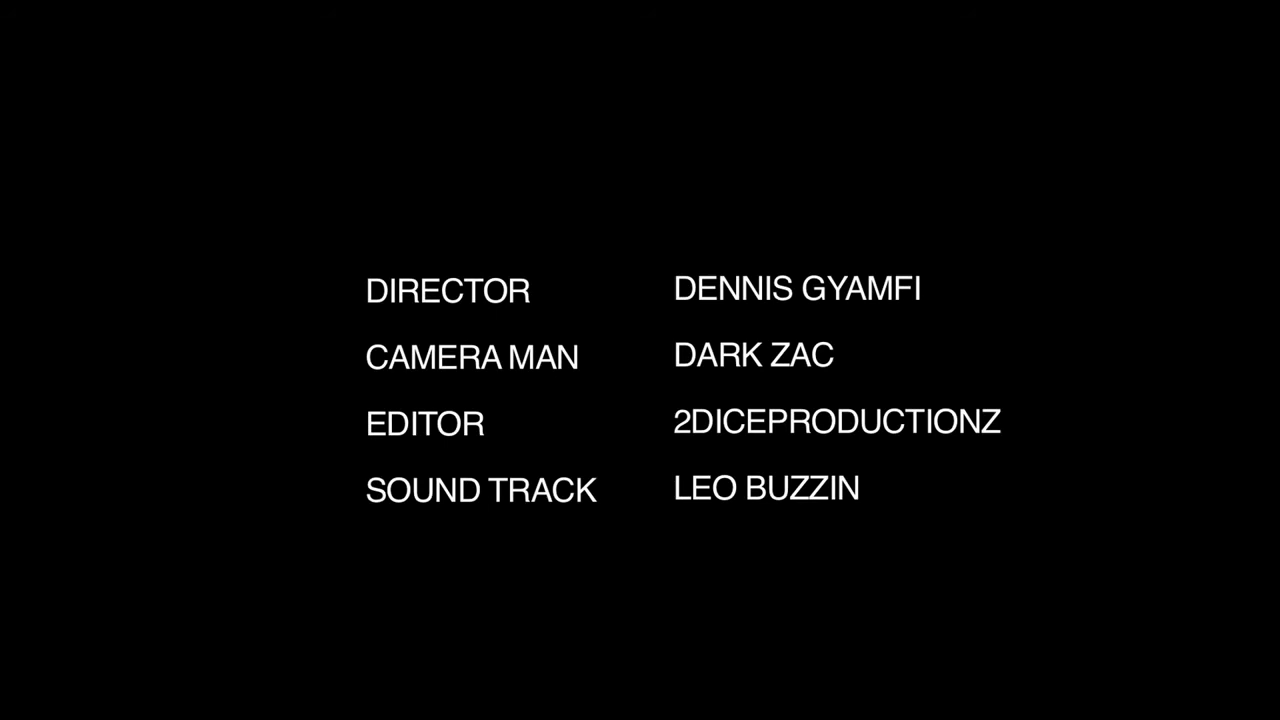 DIRECTOR DENNIS GYAMFI
CAMERA MAN DARK ZAC
EDITOR 2DICEPRODUCTIONZ
SOUND TRACK LEO BUZZIN